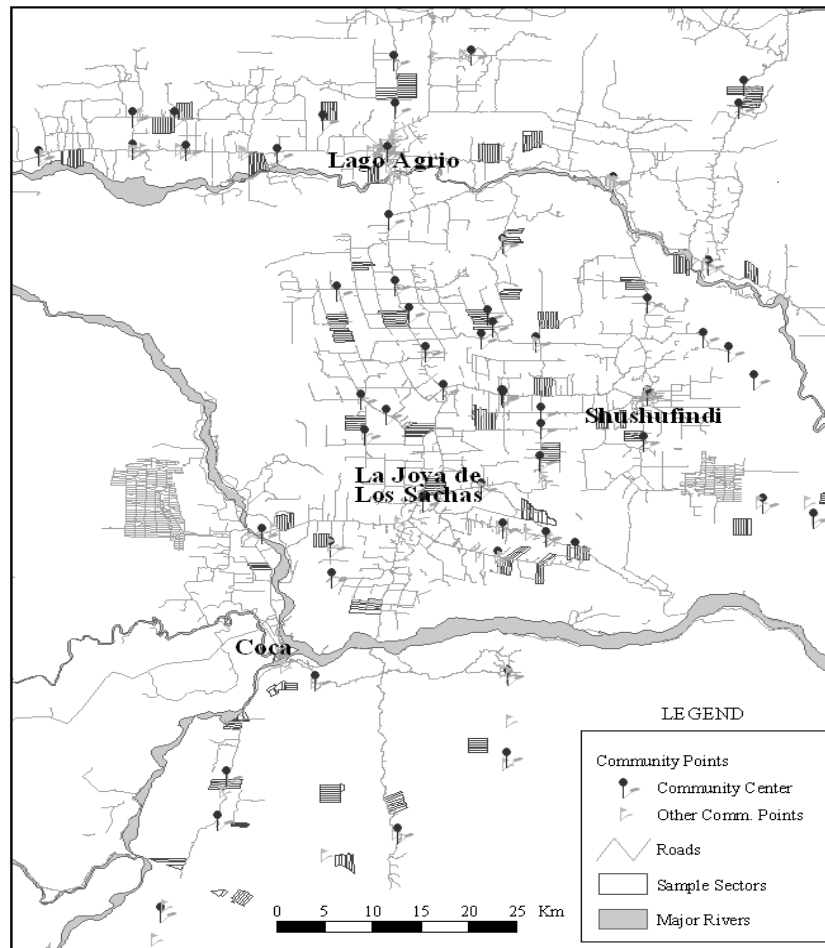 Lago Agrio
Shushufindi
La Joya de
Los Sachas
Coca
LEGEND
Community Points
Community Center
Other Comm. Points
Roads
Sample Sectors
Major Rivers
0 5 10 15 20 25 Km